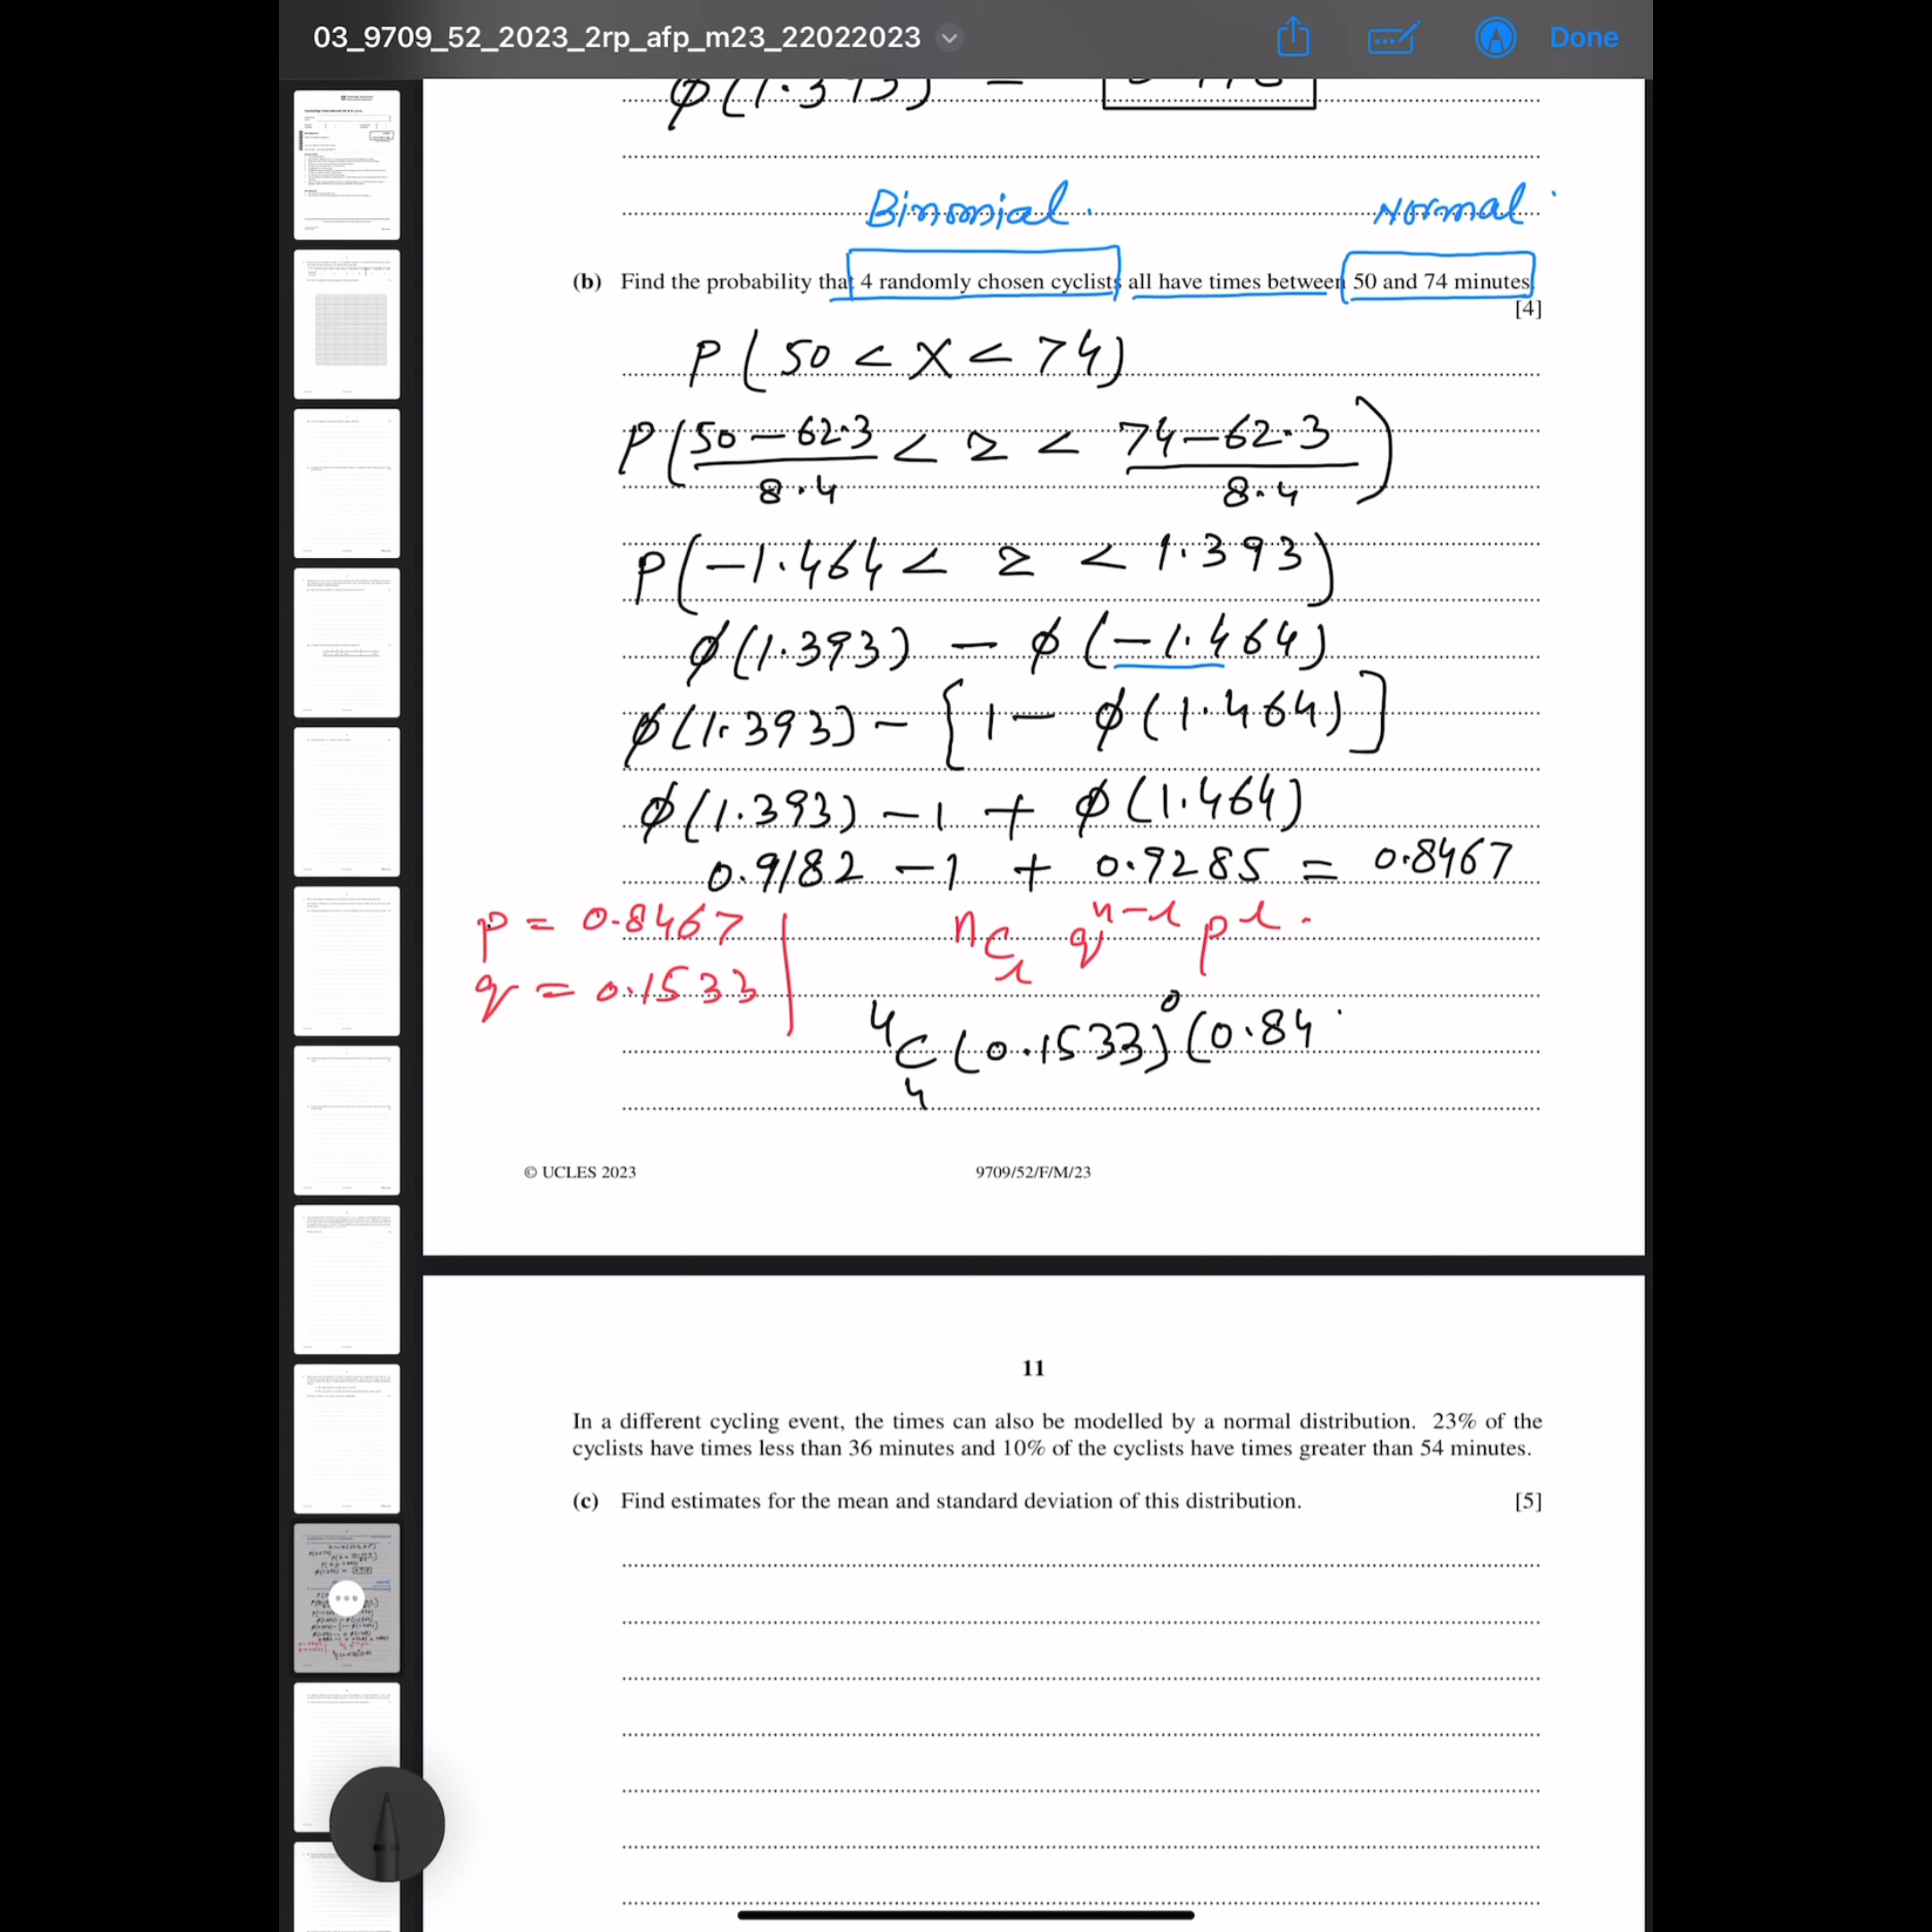 03_9709_52_2023_2rp_afp_m23_22022023
Done
ϕ(1.393) =
Binomial. Normal
(b) Find the probability that 4 randomly chosen cyclists all have times between 50 and 74 minutes.
[4]
P(50 < X < 74)
P(50-62.3/8.4 < Z < 74-62.3/8.4)
P(-1.464 < Z < 1.393)
ϕ(1.393) - ϕ(-1.464)
ϕ(1.393) - [1 - ϕ(1.464)]
ϕ(1.393) - 1 + ϕ(1.464)
0.9182 - 1 + 0.9285 = 0.8467
p = 0.8467
nCr q^n-r p^r.
q = 0.1533
4C4 (0.1533)^0 (0.84
© UCLES 2023 9709/52/F/M/23
11
In a different cycling event, the times can also be modelled by a normal distribution. 23% of the
cyclists have times less than 36 minutes and 10% of the cyclists have times greater than 54 minutes.
(c) Find estimates for the mean and standard deviation of this distribution. [5]